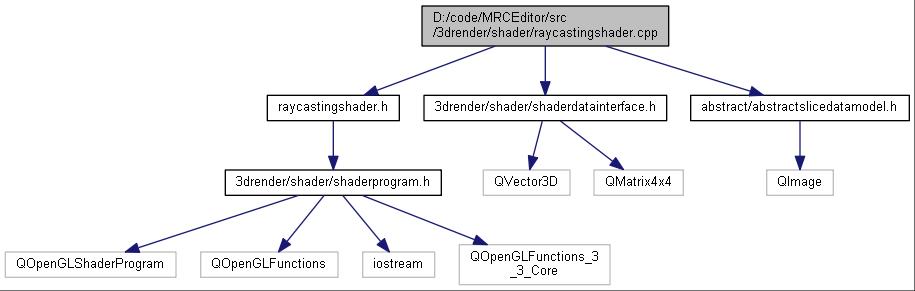 D:/code/MRCEditor/src
/3drender/shader/raycastingshader.cpp
raycastingshader.h
3drender/shader/shaderdatainterface.h
abstract/abstractslicedatamodel.h
3drender/shader/shaderprogram.h
QVector3D
QMatrix4x4
QImage
QOpenGLShaderProgram
QOpenGLFunctions
iostream
QOpenGLFunctions_3
_3_Core